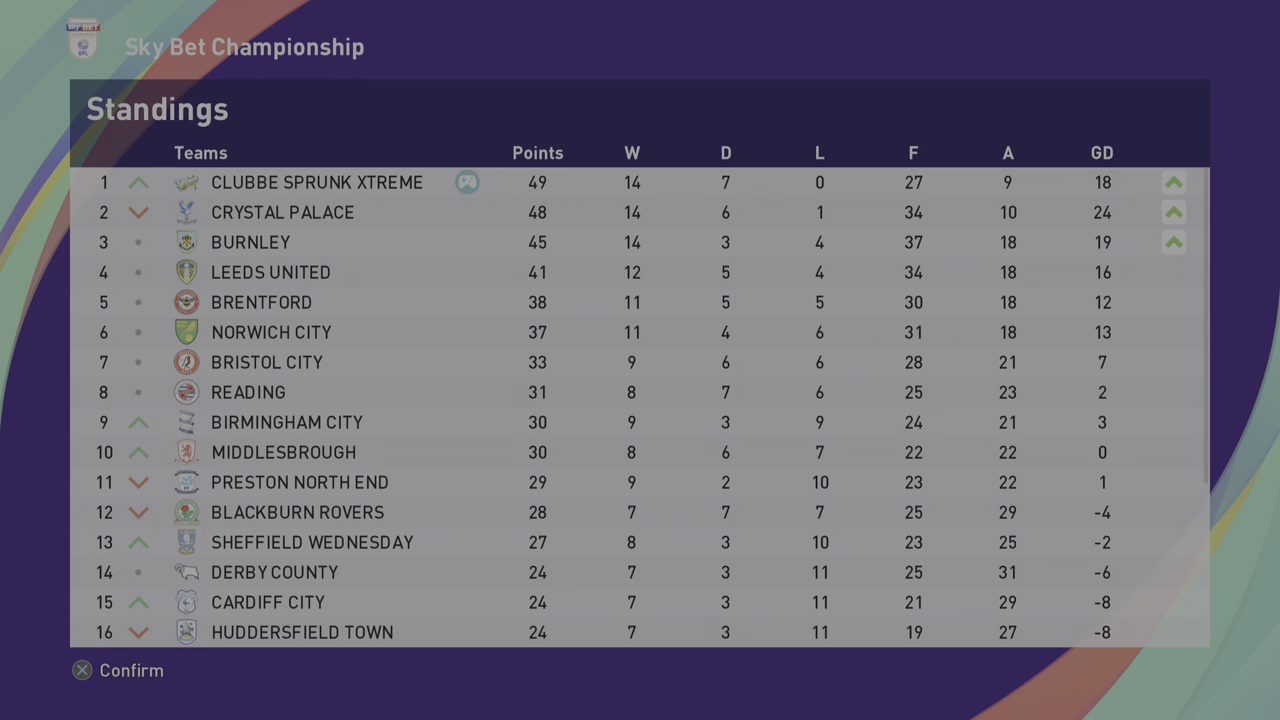 SKY BET
EFL
Sky Bet Championship
Standings
Teams Points W D L F A GD
1 CLUBBE SPRUNK XTREME 49 14 7 0 27 9 18
2 CRYSTAL PALACE 48 14 6 1 34 10 24
3 BURNLEY 45 14 3 4 37 18 19
4 LEEDS UNITED 41 12 5 4 34 18 16
5 BRENTFORD 38 11 5 5 30 18 12
6 NORWICH CITY 37 11 4 6 31 18 13
7 BRISTOL CITY 33 9 6 6 28 21 7
8 READING 31 8 7 6 25 23 2
9 BIRMINGHAM CITY 30 9 3 9 24 21 3
10 MIDDLESBROUGH 30 8 6 7 22 22 0
11 PRESTON NORTH END 29 9 2 10 23 22 1
12 BLACKBURN ROVERS 28 7 7 7 25 29 -4
13 SHEFFIELD WEDNESDAY 27 8 3 10 23 25 -2
14 DERBY COUNTY 24 7 3 11 25 31 -6
15 CARDIFF CITY 24 7 3 11 21 29 -8
16 HUDDERSFIELD TOWN 24 7 3 11 19 27 -8
Confirm